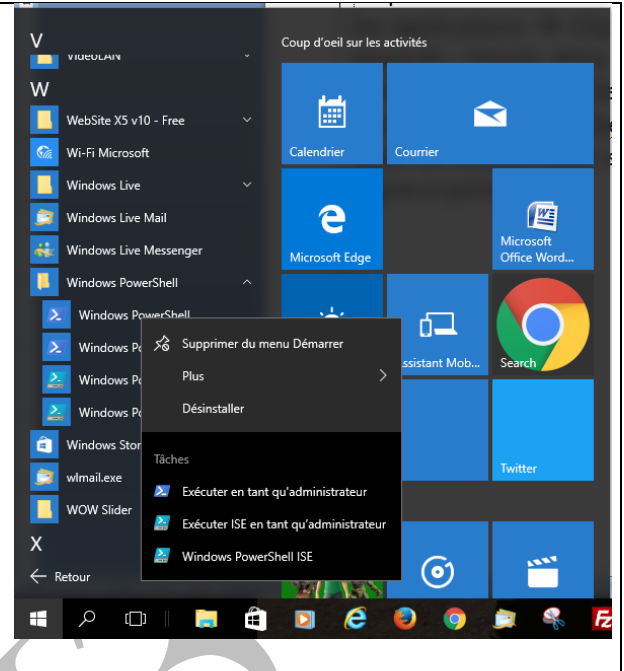 V
Coup d'oeil sur les activités
VideoLAN
W
WebSite X5 v10 - Free
Wi-Fi Microsoft
Calendrier
Courrier
Windows Live
Windows Live Mail
Windows Live Messenger
Microsoft Edge
Microsoft
Office Word...
Windows PowerShell
Windows PowerShell
Supprimer du menu Démarrer
Windows Po
Plus
ssistant Mob...
Search
Windows Po
Désinstaller
Windows Po
Windows Stor
Tâches
Twitter
wlmail.exe
Exécuter en tant qu'administrateur
WOW Slider
Exécuter ISE en tant qu'administrateur
X
Windows PowerShell ISE
Retour